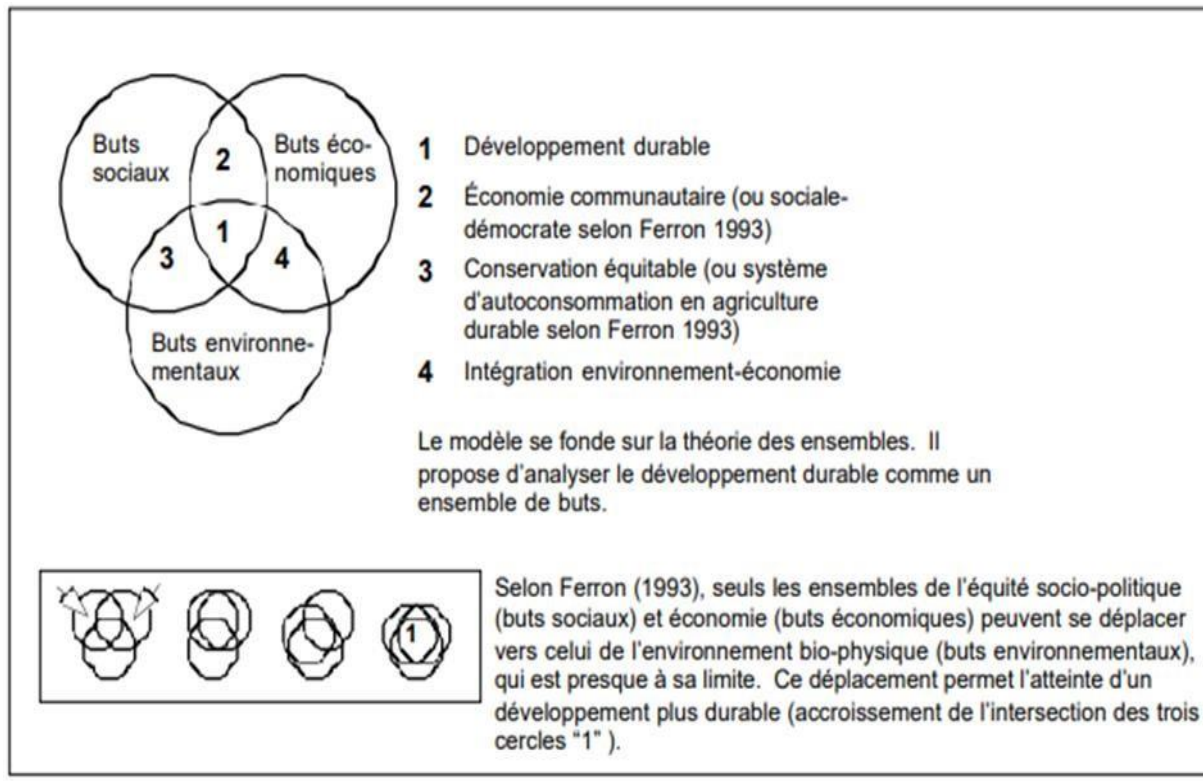 Buts
sociaux
2
Buts éco-
nomiques
1
3
4
Buts environne-
mentaux
1 Développement durable
2 Économie communautaire (ou sociale-
démocrate selon Ferron 1993)
3 Conservation équitable (ou système
d'autoconsommation en agriculture
durable selon Ferron 1993)
4 Intégration environnement-économie
Le modèle se fonde sur la théorie des ensembles. Il
propose d'analyser le développement durable comme un
ensemble de buts.
1
Selon Ferron (1993), seuls les ensembles de l'équité socio-politique
(buts sociaux) et économie (buts économiques) peuvent se déplacer
vers celui de l'environnement bio-physique (buts environnementaux),
qui est presque à sa limite. Ce déplacement permet l'atteinte d'un
développement plus durable (accroissement de l'intersection des trois
cercles "1" ).